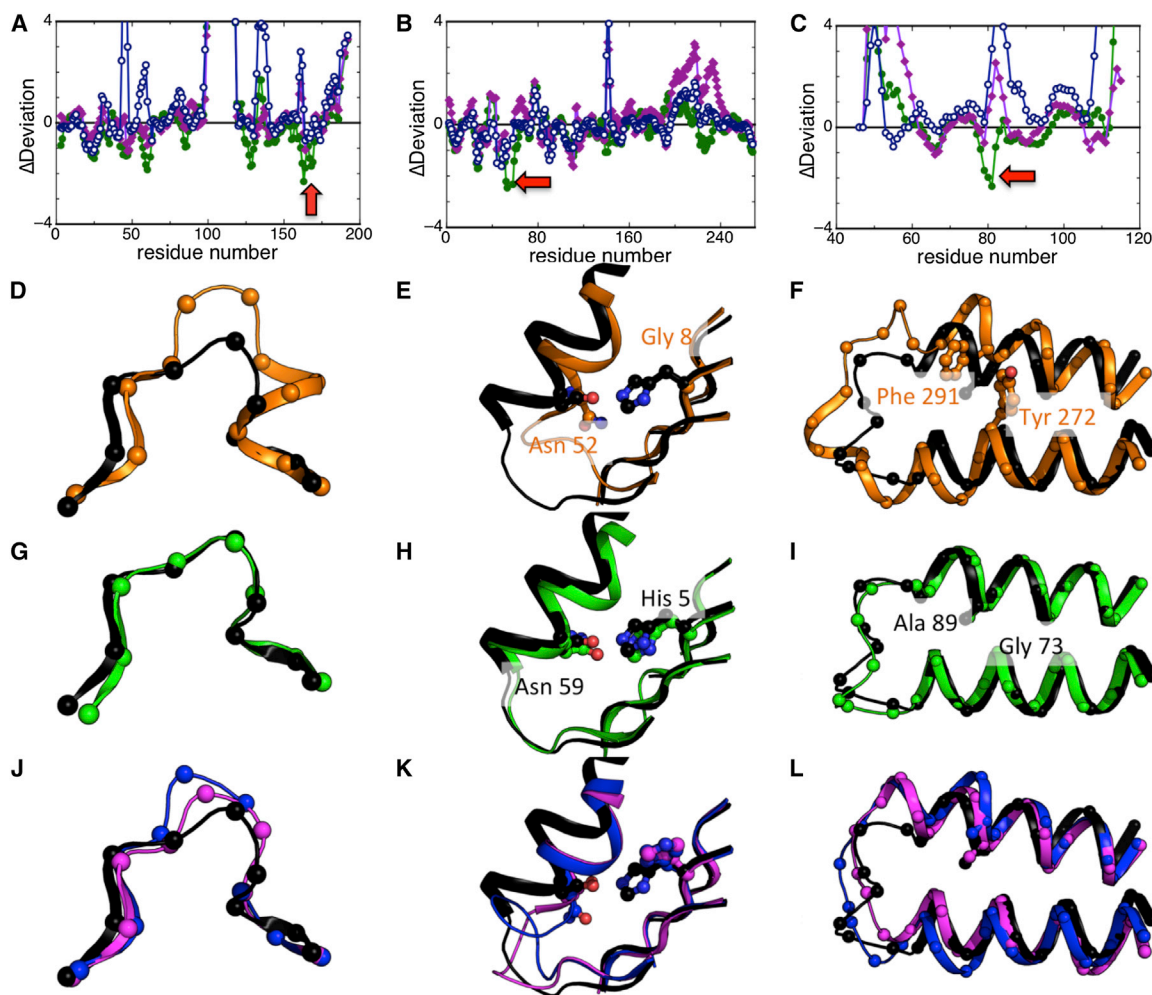 A B C
4 4 4
ΔDeviation ΔDeviation ΔDeviation
0 0 0
−4 −4 −4
0 50 100 150 200 0 80 160 240 40 60 80 100 120
residue number residue number residue number
D E F
Gly 8
Phe 291
Asn 52 Tyr 272
G H I
His 5
Ala 89
Gly 73
Asn 59
J K L